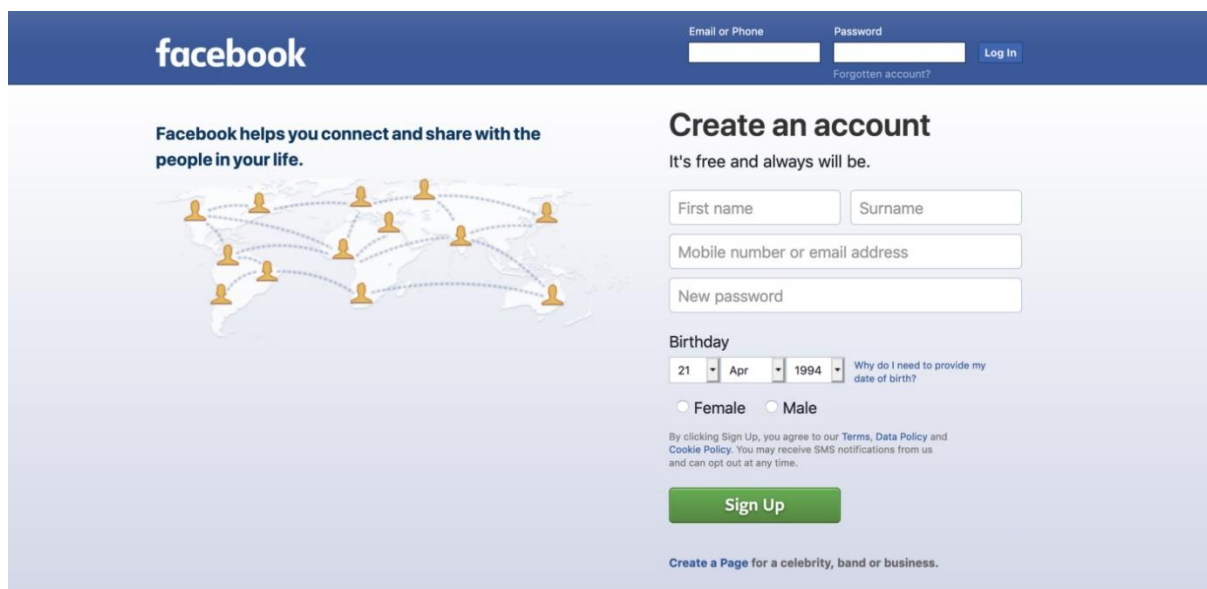 facebook
Email or Phone
Password
Log In
Forgotten account?
Facebook helps you connect and share with the
people in your life.
Create an account
It's free and always will be.
First name
Surname
Mobile number or email address
New password
Birthday
21 Apr 1994
Why do I need to provide my
date of birth?
Female Male
By clicking Sign Up, you agree to our Terms, Data Policy and
Cookie Policy. You may receive SMS notifications from us
and can opt out at any time.
Sign Up
Create a Page for a celebrity, band or business.